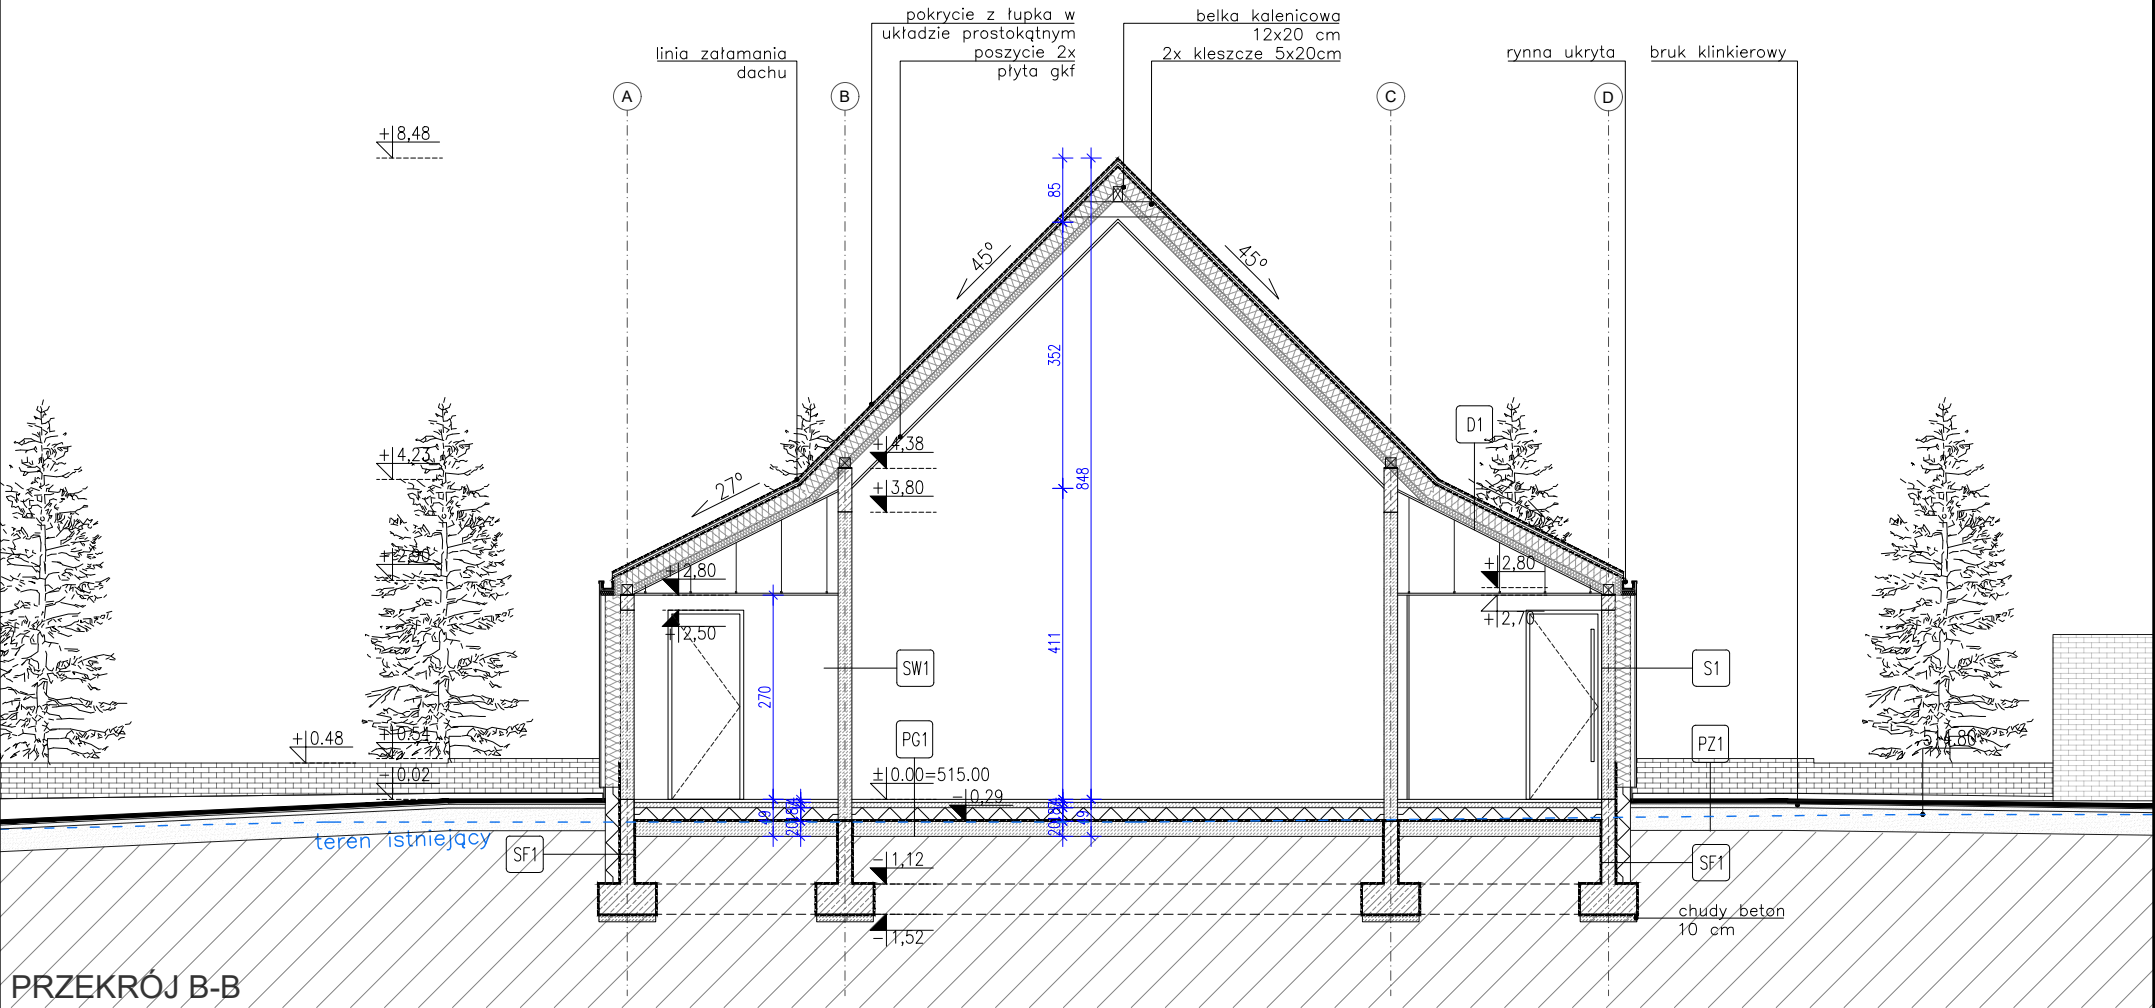 pokrycie z łupka w
układzie prostokątnym
poszycie 2x
płyta gkf
belka kalenicowa
12x20 cm
2x kleszcze 5x20cm
linia załamania
dachu
rynna ukryta
bruk klinkierowy
A
B
C
D
+8,48
85
45°
45°
352
848
D1
+4,38
+4,23
+3,80
27°
+2,80
+2,80
+2,50
+2,70
411
270
SW1
S1
PG1
PZ1
+0.48
+0.54
-0.02
±0.00=515.00
-0,29
49
49
teren istniejący
SF1
SF1
-1,12
-1,52
chudy beton
10 cm
PRZEKRÓJ B-B